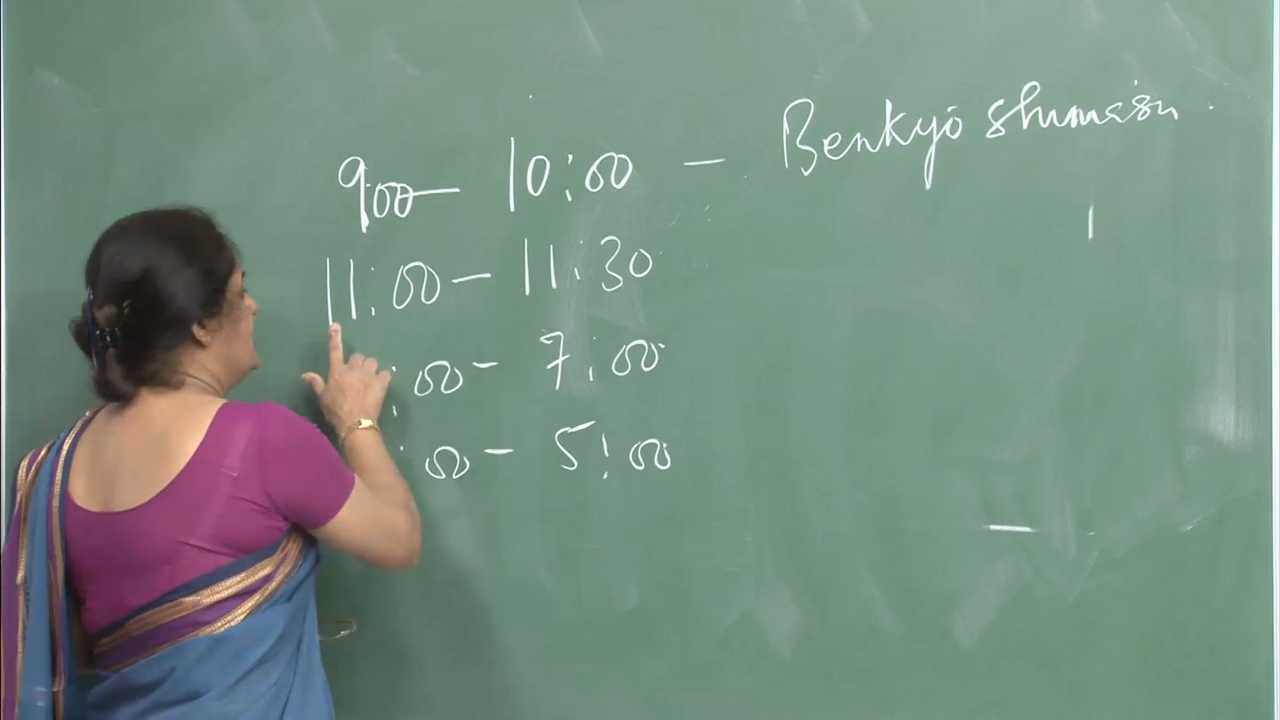 9:00 – 10:00 – Benkyō shimasu.
11:00 – 11:30
:00 – 7:00
:00 – 5:00